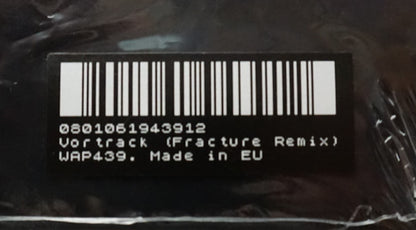 0801061943912
Vortrack (Fracture Remix)
WAP439. Made in EU